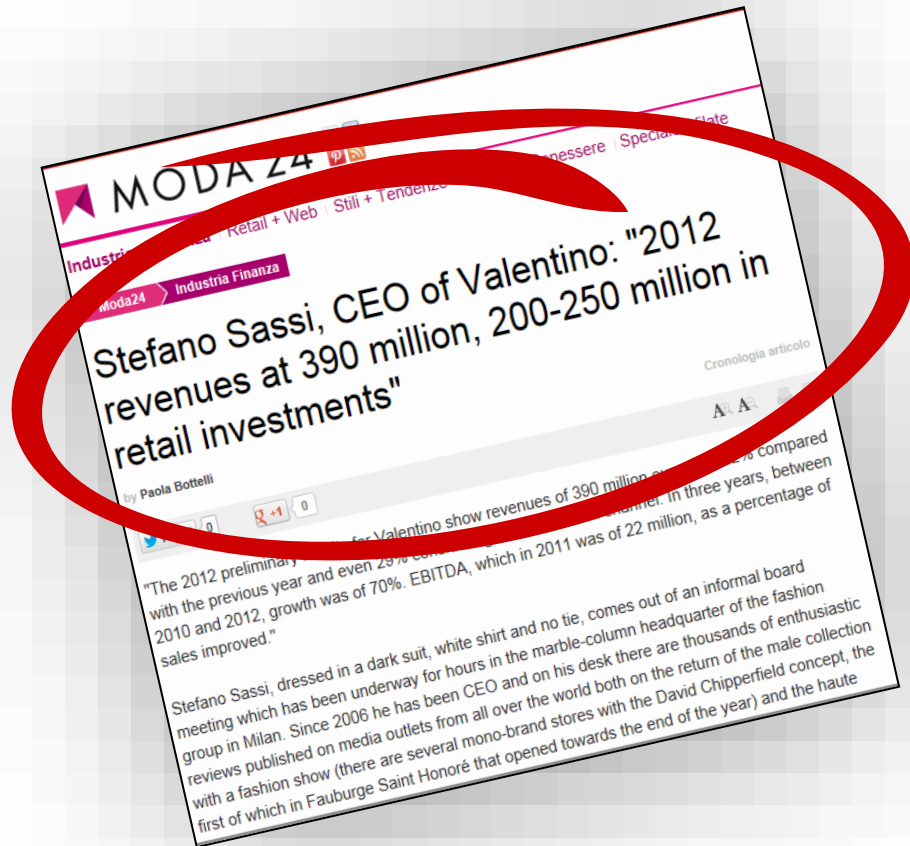 MODA 24
Retail + Web | Stili + Tendenze Benessere | Speciale Sfilate
Moda24 Industria Finanza
Stefano Sassi, CEO of Valentino: "2012
revenues at 390 million, 200-250 million in
retail investments"
Cronologia articolo
by Paola Bottelli
A A
0 g +1 0
"The 2012 preliminary for Valentino show revenues of 390 million compared
with the previous year and even 29% channel. In three years, between
2010 and 2012, growth was of 70%. EBITDA, which in 2011 was of 22 million, as a percentage of
sales improved."
Stefano Sassi, dressed in a dark suit, white shirt and no tie, comes out of an informal board
meeting which has been underway for hours in the marble-column headquarter of the fashion
group in Milan. Since 2006 he has been CEO and on his desk there are thousands of enthusiastic
reviews published on media outlets from all over the world both on the return of the male collection
with a fashion show (there are several mono-brand stores with the David Chipperfield concept, the
first of which in Fauburge Saint Honoré that opened towards the end of the year) and the haute